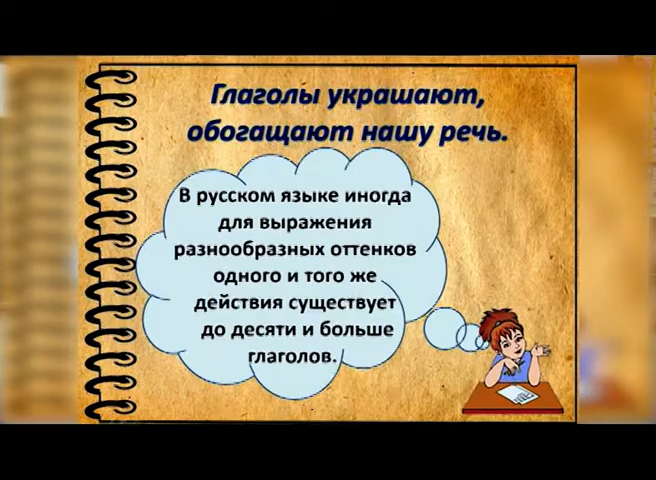 Глаголы украшают,
обогащают нашу речь.
В русском языке иногда
для выражения
разнообразных оттенков
одного и того же
действия существует
до десяти и больше
глаголов.